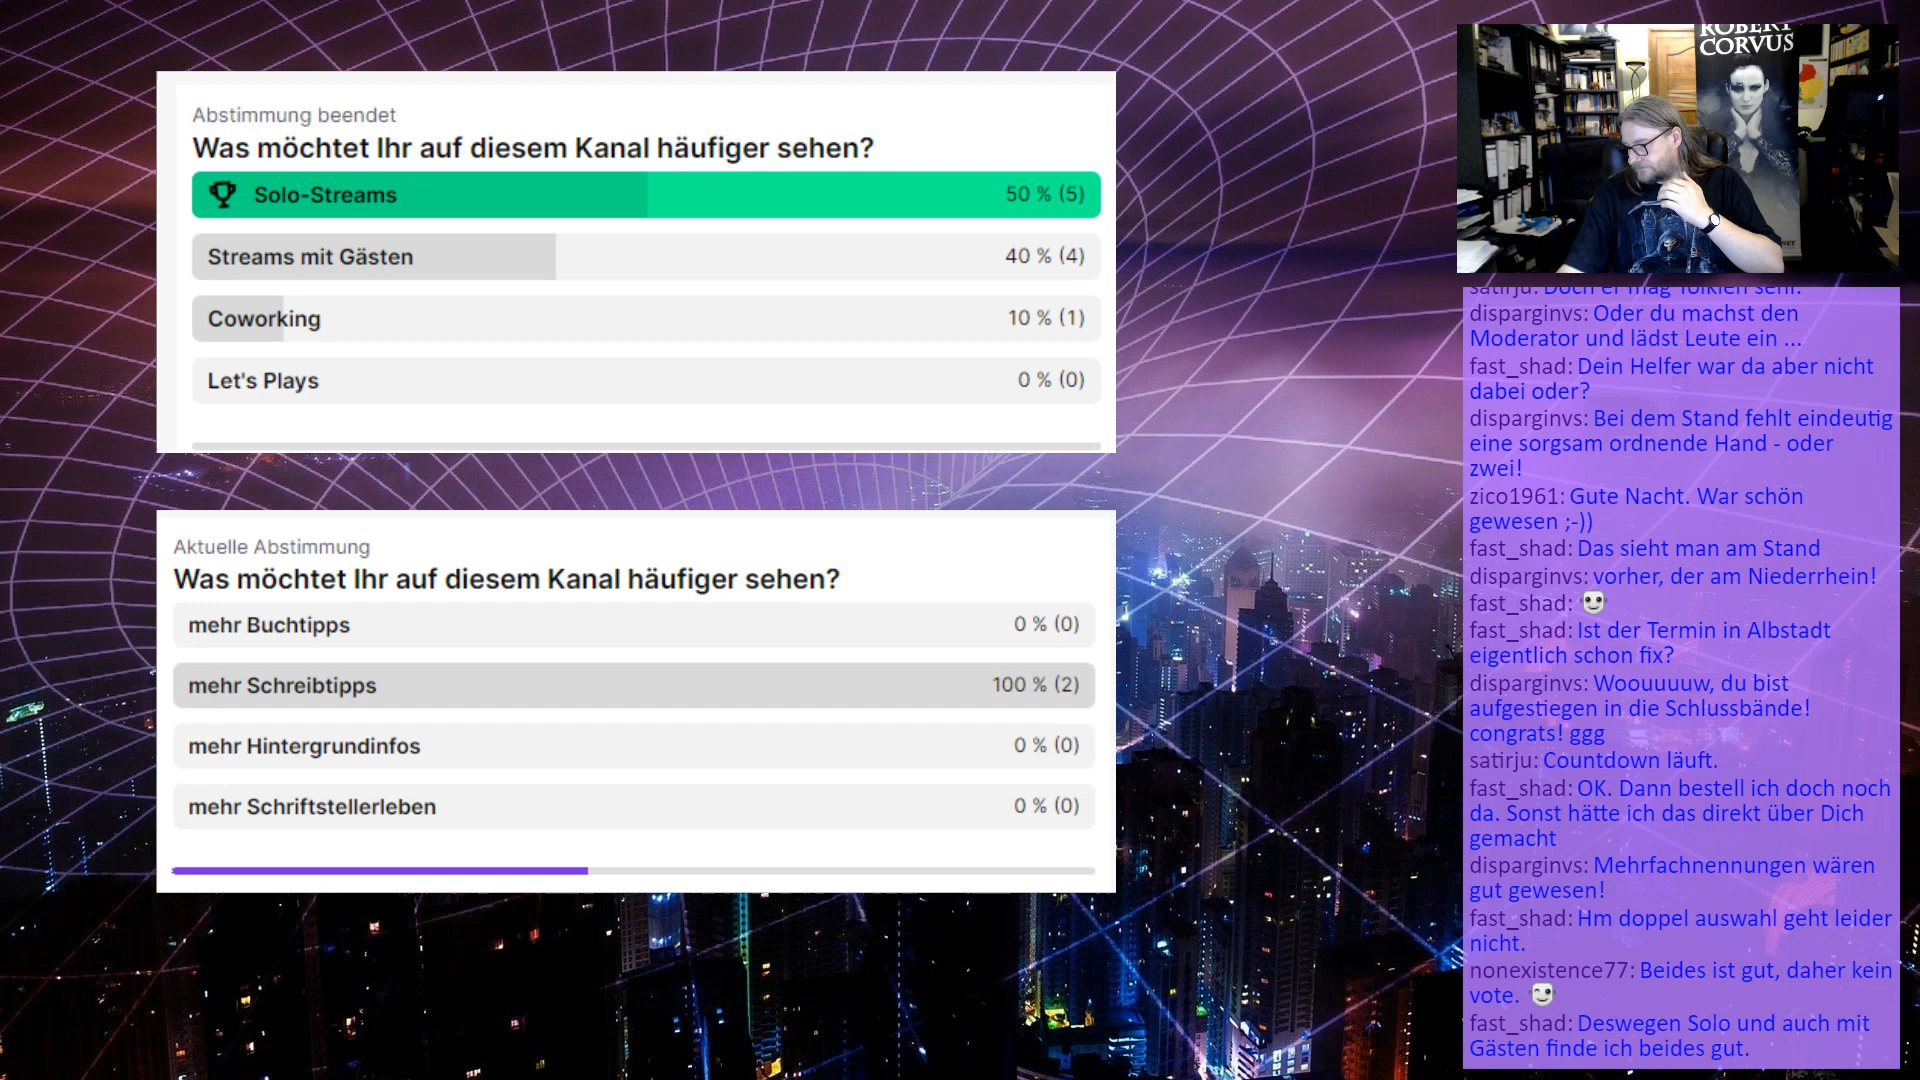 Abstimmung beendet
Was möchtet Ihr auf diesem Kanal häufiger sehen?
Solo-Streams 50 % (5)
Streams mit Gästen 40 % (4)
Coworking 10 % (1)
Let's Plays 0 % (0)
Aktuelle Abstimmung
Was möchtet Ihr auf diesem Kanal häufiger sehen?
mehr Buchtipps 0 % (0)
mehr Schreibtipps 100 % (2)
mehr Hintergrundinfos 0 % (0)
mehr Schriftstellerleben 0 % (0)
ROBERT
CORVUS
satirju: Doch er mag Tolkien sehr.
disparginvs: Oder du machst den
Moderator und lädst Leute ein ...
fast_shad: Dein Helfer war da aber nicht
dabei oder?
disparginvs: Bei dem Stand fehlt eindeutig
eine sorgsam ordnende Hand - oder
zwei!
zico1961: Gute Nacht. War schön
gewesen ;-))
fast_shad: Das sieht man am Stand
disparginvs: vorher, der am Niederrhein!
fast_shad:
fast_shad: Ist der Termin in Albstadt
eigentlich schon fix?
disparginvs: Woouuuuw, du bist
aufgestiegen in die Schlussbände!
congrats! ggg
satirju: Countdown läuft.
fast_shad: OK. Dann bestell ich doch noch
da. Sonst hätte ich das direkt über Dich
gemacht
disparginvs: Mehrfachnennungen wären
gut gewesen!
fast_shad: Hm doppel auswahl geht leider
nicht.
nonexistence77: Beides ist gut, daher kein
vote.
fast_shad: Deswegen Solo und auch mit
Gästen finde ich beides gut.